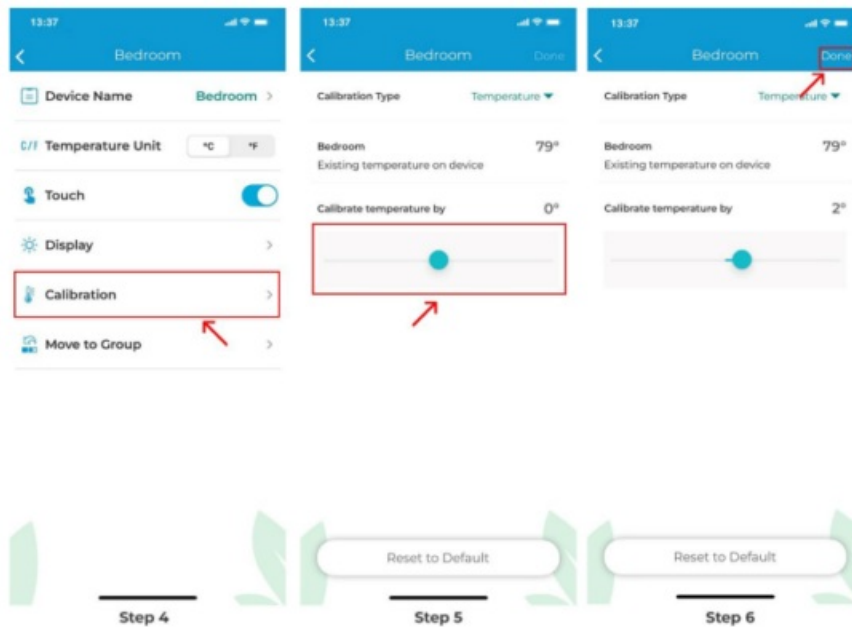 13:37
Bedroom
Device Name Bedroom
C/F Temperature Unit °C °F
Touch
Display
Calibration
Move to Group
Step 4
13:37
Bedroom Done
Calibration Type Temperature
Bedroom 79°
Existing temperature on device
Calibrate temperature by 0°
Reset to Default
Step 5
13:37
Bedroom Done
Calibration Type Temperature
Bedroom 79°
Existing temperature on device
Calibrate temperature by 2°
Reset to Default
Step 6